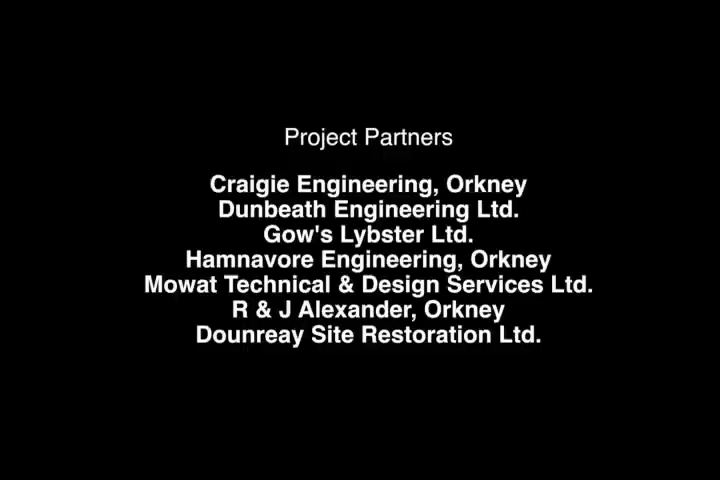 Project Partners
Craigie Engineering, Orkney
Dunbeath Engineering Ltd.
Gow's Lybster Ltd.
Hamnavore Engineering, Orkney
Mowat Technical & Design Services Ltd.
R & J Alexander, Orkney
Dounreay Site Restoration Ltd.